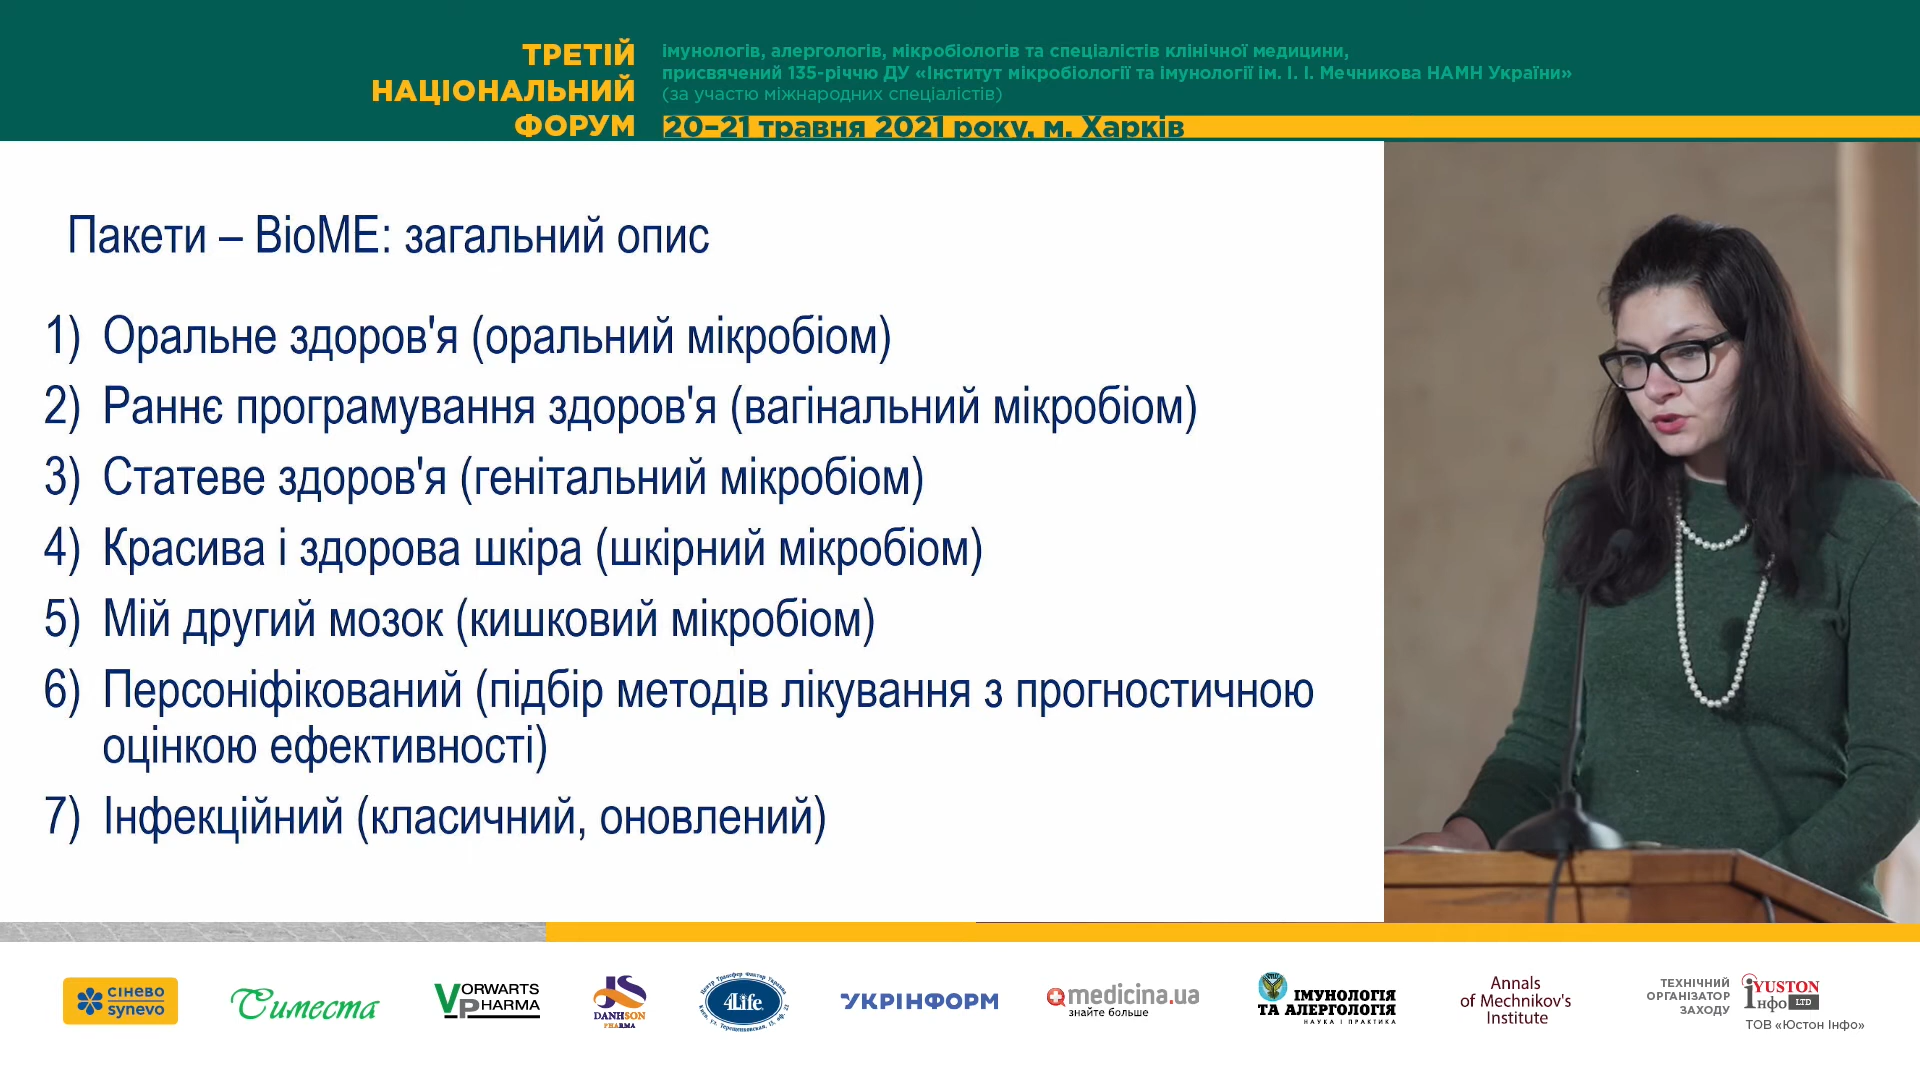 ТРЕТІЙ
НАЦІОНАЛЬНИЙ
ФОРУМ
імунологів, алергологів, мікробіологів та спеціалістів клінічної медицини,
присвячений 135-річчю ДУ «Інститут мікробіології та імунології ім. І. І. Мечникова НАМН України»
(за участю міжнародних спеціалістів)
20–21 травня 2021 року, м. Харків
Пакети – BioME: загальний опис
1) Оральне здоров'я (оральний мікробіом)
2) Раннє програмування здоров'я (вагінальний мікробіом)
3) Статеве здоров'я (генітальний мікробіом)
4) Красива і здорова шкіра (шкірний мікробіом)
5) Мій другий мозок (кишковий мікробіом)
6) Персоніфікований (підбір методів лікування з прогностичною
оцінкою ефективності)
7) Інфекційний (класичний, оновлений)
сінево
synevo
Симеста
VORWARTS
PHARMA
JS
DANHSON
PHARMA
Центр Трансфер Фактор Україна
4Life
УКРІНФОРМ
medicina.ua
знайте больше
ІМУНОЛОГІЯ
ТА АЛЕРГОЛОГІЯ
НАУКА І ПРАКТИКА
Annals
of Mechnikov's
Institute
ТЕХНІЧНИЙ
ОРГАНІЗАТОР
ЗАХОДУ
iYUSTON
Інфо LTD
ТОВ «Юстон Інфо»